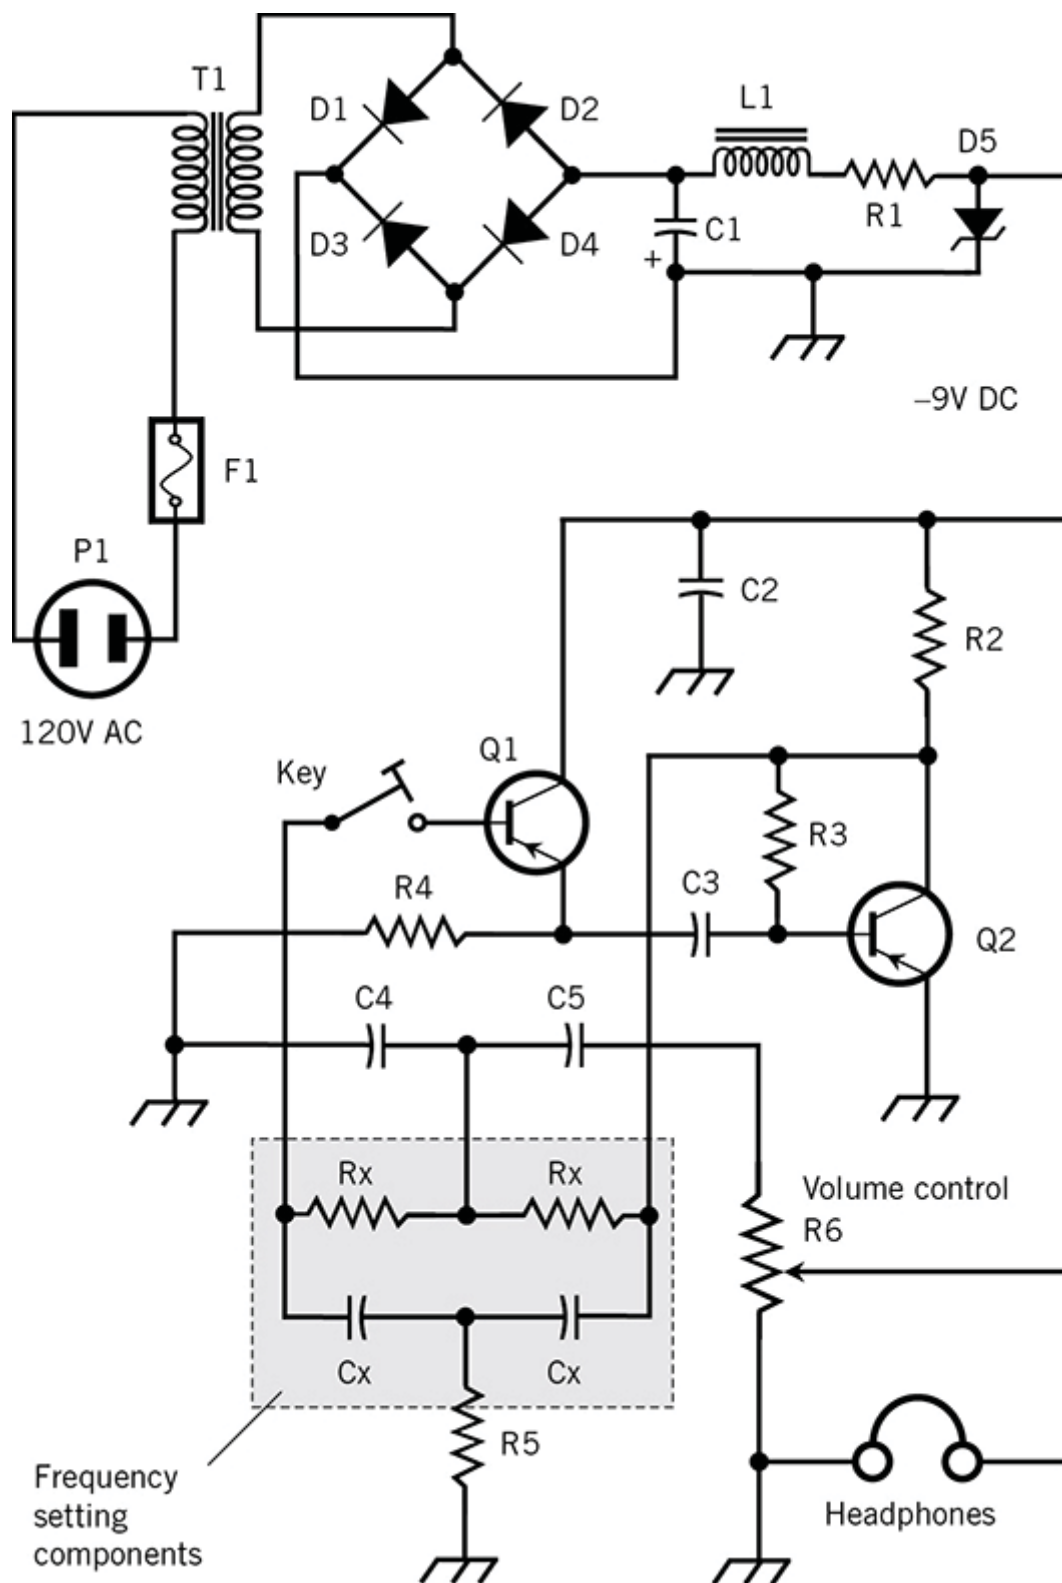 T1
D1
D2
L1
D5
D3
D4
C1
R1
+
–9V DC
F1
P1
120V AC
C2
R2
Key
Q1
R3
R4
C3
Q2
C4
C5
Rx
Rx
Volume control
R6
Cx
Cx
R5
Frequency
setting
components
Headphones